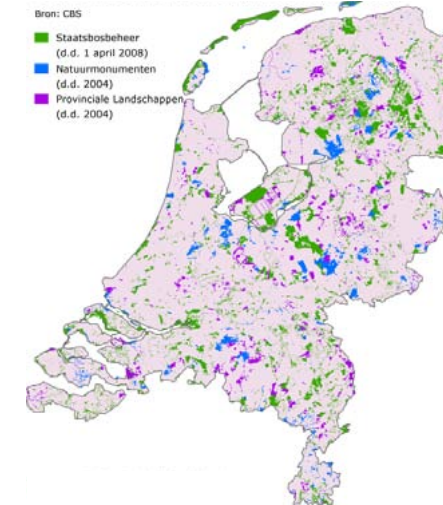 Bron: CBS
Staatsbosbeheer
(d.d. 1 april 2008)
Natuurmonumenten
(d.d. 2004)
Provinciale Landschappen
(d.d. 2004)